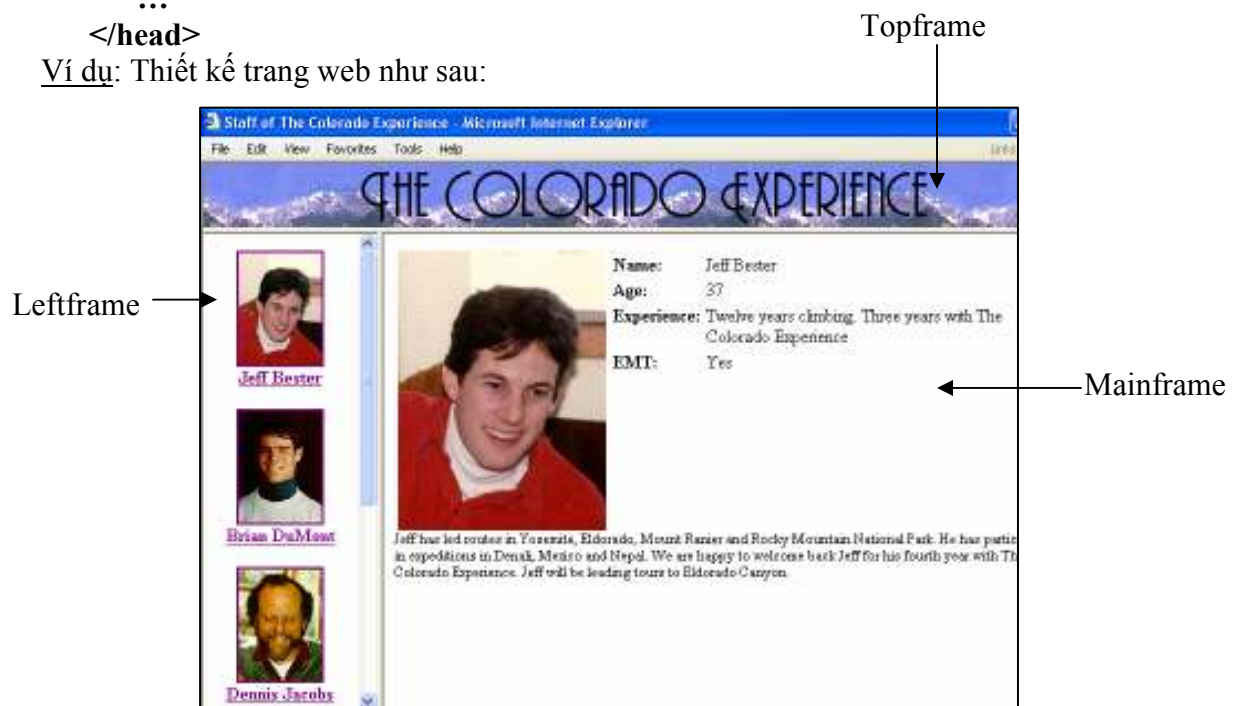 …
</head>
Topframe
Ví dụ: Thiết kế trang web như sau:
Staff of The Colorado Experience - Microsoft Internet Explorer
File Edit View Favorites Tools Help
THE COLORADO EXPERIENCE
Leftframe
Jeff Bester
Brian DuMont
Dennis Jacobs
Name: Jeff Bester
Age: 37
Experience: Twelve years climbing. Three years with The
Colorado Experience
EMT: Yes
Mainframe
Jeff has led routes in Yosemite, Eldorado, Mount Ranier and Rocky Mountain National Park. He has partic
in expeditions in Denali, Mexico and Nepal. We are happy to welcome back Jeff for his fourth year with Th
Colorado Experience. Jeff will be leading tours to Eldorado Canyon.